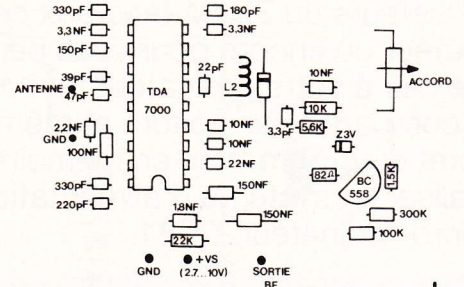 330pF 180pF
3,3NF 3,3NF
150pF
39pF 22pF
ANTENNE 47pF
TDA
7000
L2
10NF
ACCORD
10K
3,3pF 5,6K
2,2NF 10NF
GND
100NF
10NF
Z3V
22NF
82Ω
BC
558
1,5K
330pF
220pF
150NF
1,8NF
150NF
22K
300K
100K
GND
+VS
(2.7...10V)
SORTIE
BF